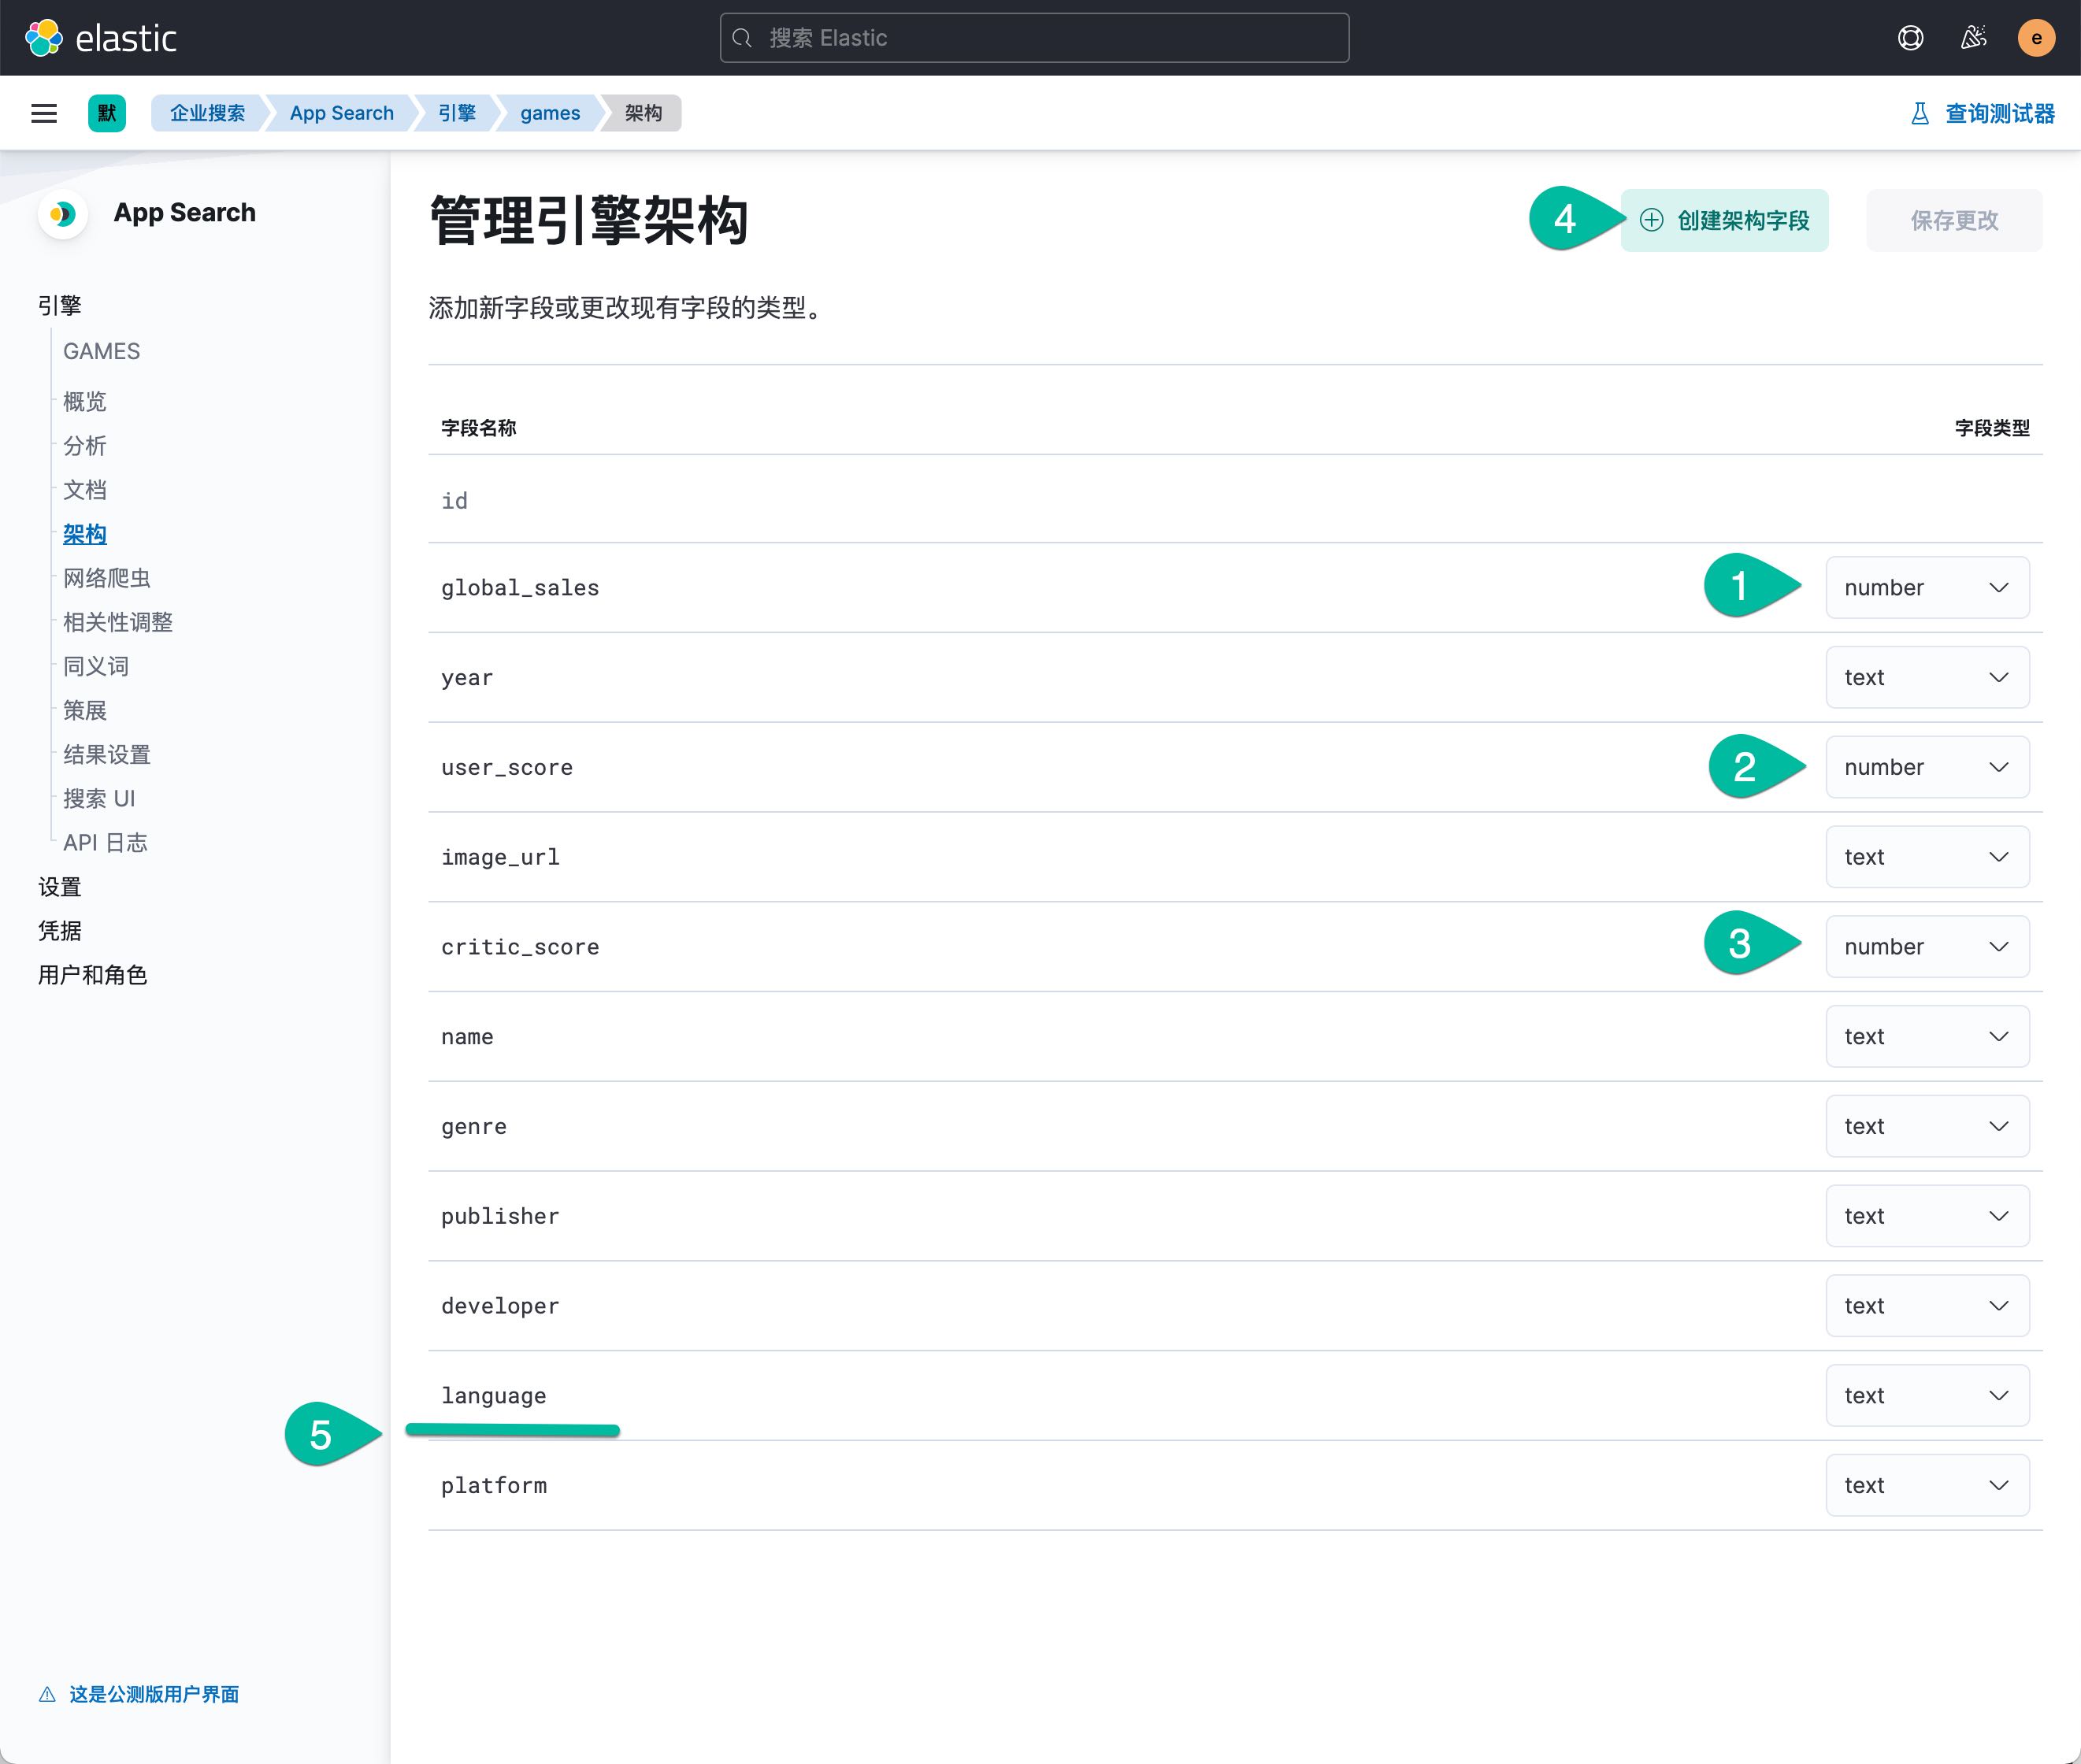 elastic
搜索 Elastic
e
默
企业搜索
App Search
引擎
games
架构
查询测试器
App Search
引擎
GAMES
概览
分析
文档
架构
网络爬虫
相关性调整
同义词
策展
结果设置
搜索 UI
API 日志
设置
凭据
用户和角色
这是公测版用户界面
管理引擎架构
4
创建架构字段
保存更改
添加新字段或更改现有字段的类型。
字段名称 字段类型
id
global_sales 1 number
year text
user_score 2 number
image_url text
critic_score 3 number
name text
genre text
publisher text
developer text
language text
5
platform text